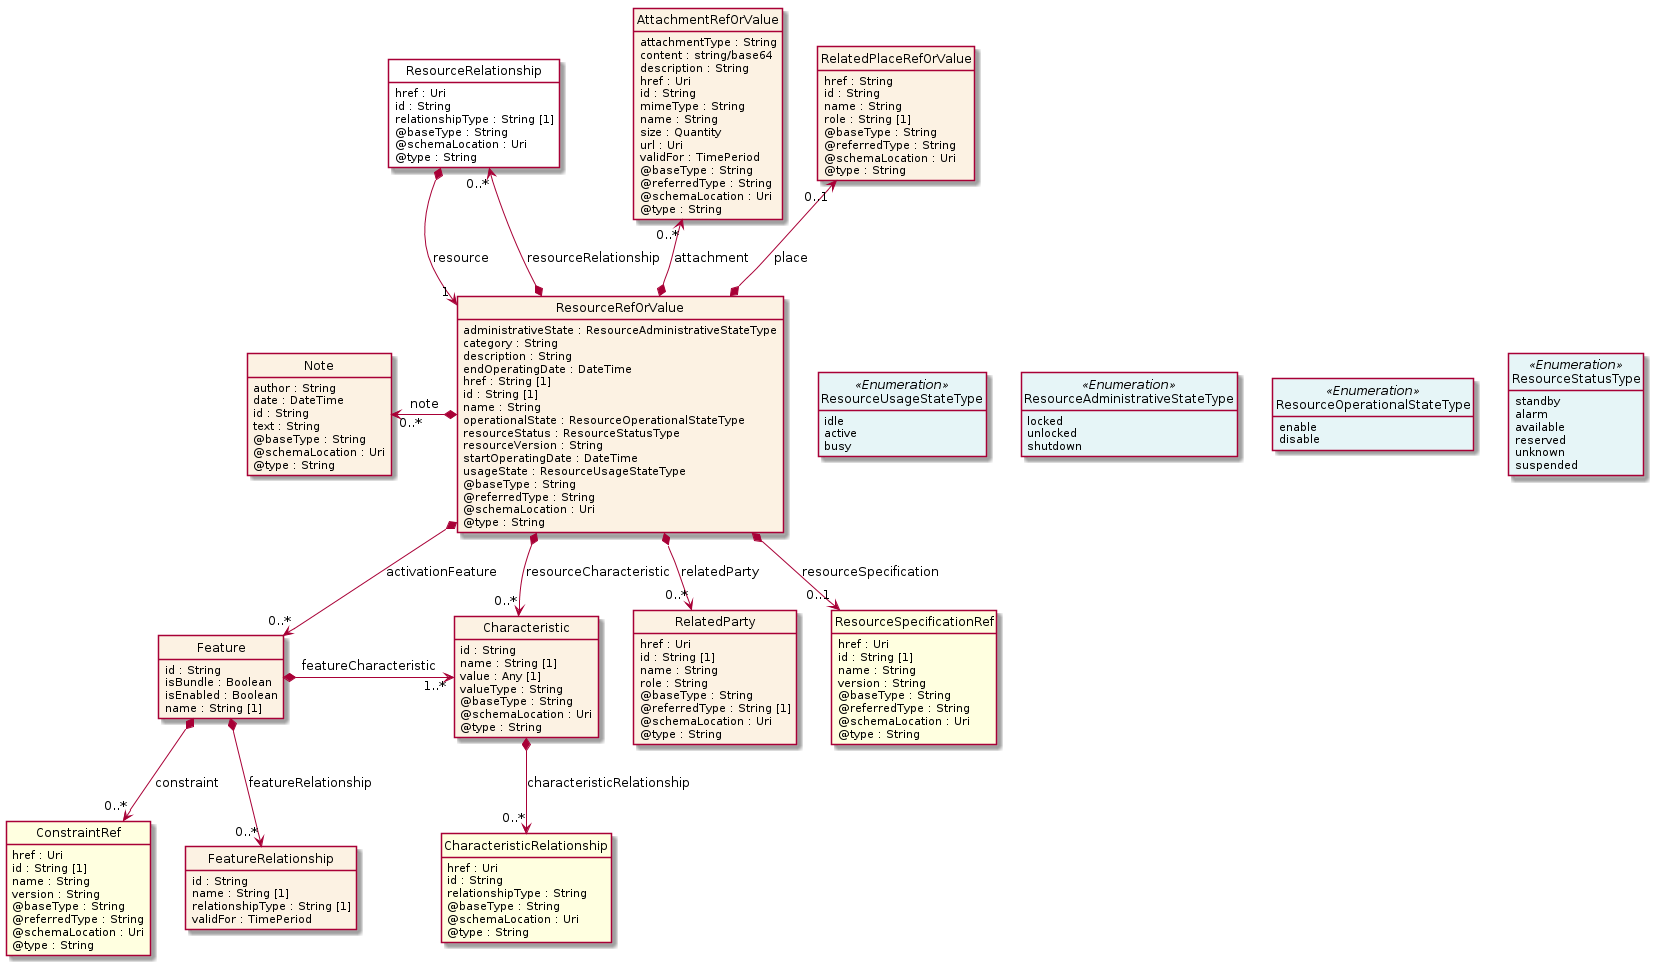 AttachmentRefOrValue
attachmentType : String
content : string/base64
description : String
href : Uri
id : String
mimeType : String
name : String
size : Quantity
url : Uri
validFor : TimePeriod
@baseType : String
@referredType : String
@schemaLocation : Uri
@type : String
RelatedPlaceRefOrValue
href : String
id : String
name : String
role : String [1]
@baseType : String
@referredType : String
@schemaLocation : Uri
@type : String
ResourceRelationship
href : Uri
id : String
relationshipType : String [1]
@baseType : String
@schemaLocation : Uri
@type : String
0..*
0..*
0..1
resource
resourceRelationship
attachment
place
1
ResourceRefOrValue
administrativeState : ResourceAdministrativeStateType
category : String
description : String
endOperatingDate : DateTime
href : String [1]
id : String [1]
name : String
operationalState : ResourceOperationalStateType
resourceStatus : ResourceStatusType
resourceVersion : String
startOperatingDate : DateTime
usageState : ResourceUsageStateType
@baseType : String
@referredType : String
@schemaLocation : Uri
@type : String
Note
author : String
date : DateTime
id : String
text : String
@baseType : String
@schemaLocation : Uri
@type : String
note
0..*
«Enumeration»
ResourceUsageStateType
idle
active
busy
«Enumeration»
ResourceAdministrativeStateType
locked
unlocked
shutdown
«Enumeration»
ResourceOperationalStateType
enable
disable
«Enumeration»
ResourceStatusType
standby
alarm
available
reserved
unknown
suspended
activationFeature
resourceCharacteristic
relatedParty
resourceSpecification
0..*
0..*
0..*
0..1
Feature
id : String
isBundle : Boolean
isEnabled : Boolean
name : String [1]
featureCharacteristic
1..*
Characteristic
id : String
name : String [1]
value : Any [1]
valueType : String
@baseType : String
@schemaLocation : Uri
@type : String
RelatedParty
href : Uri
id : String [1]
name : String
role : String
@baseType : String
@referredType : String [1]
@schemaLocation : Uri
@type : String
ResourceSpecificationRef
href : Uri
id : String [1]
name : String
version : String
@baseType : String
@referredType : String
@schemaLocation : Uri
@type : String
constraint
featureRelationship
characteristicRelationship
0..*
0..*
0..*
ConstraintRef
href : Uri
id : String [1]
name : String
version : String
@baseType : String
@referredType : String
@schemaLocation : Uri
@type : String
FeatureRelationship
id : String
name : String [1]
relationshipType : String [1]
validFor : TimePeriod
CharacteristicRelationship
href : Uri
id : String
relationshipType : String
@baseType : String
@schemaLocation : Uri
@type : String